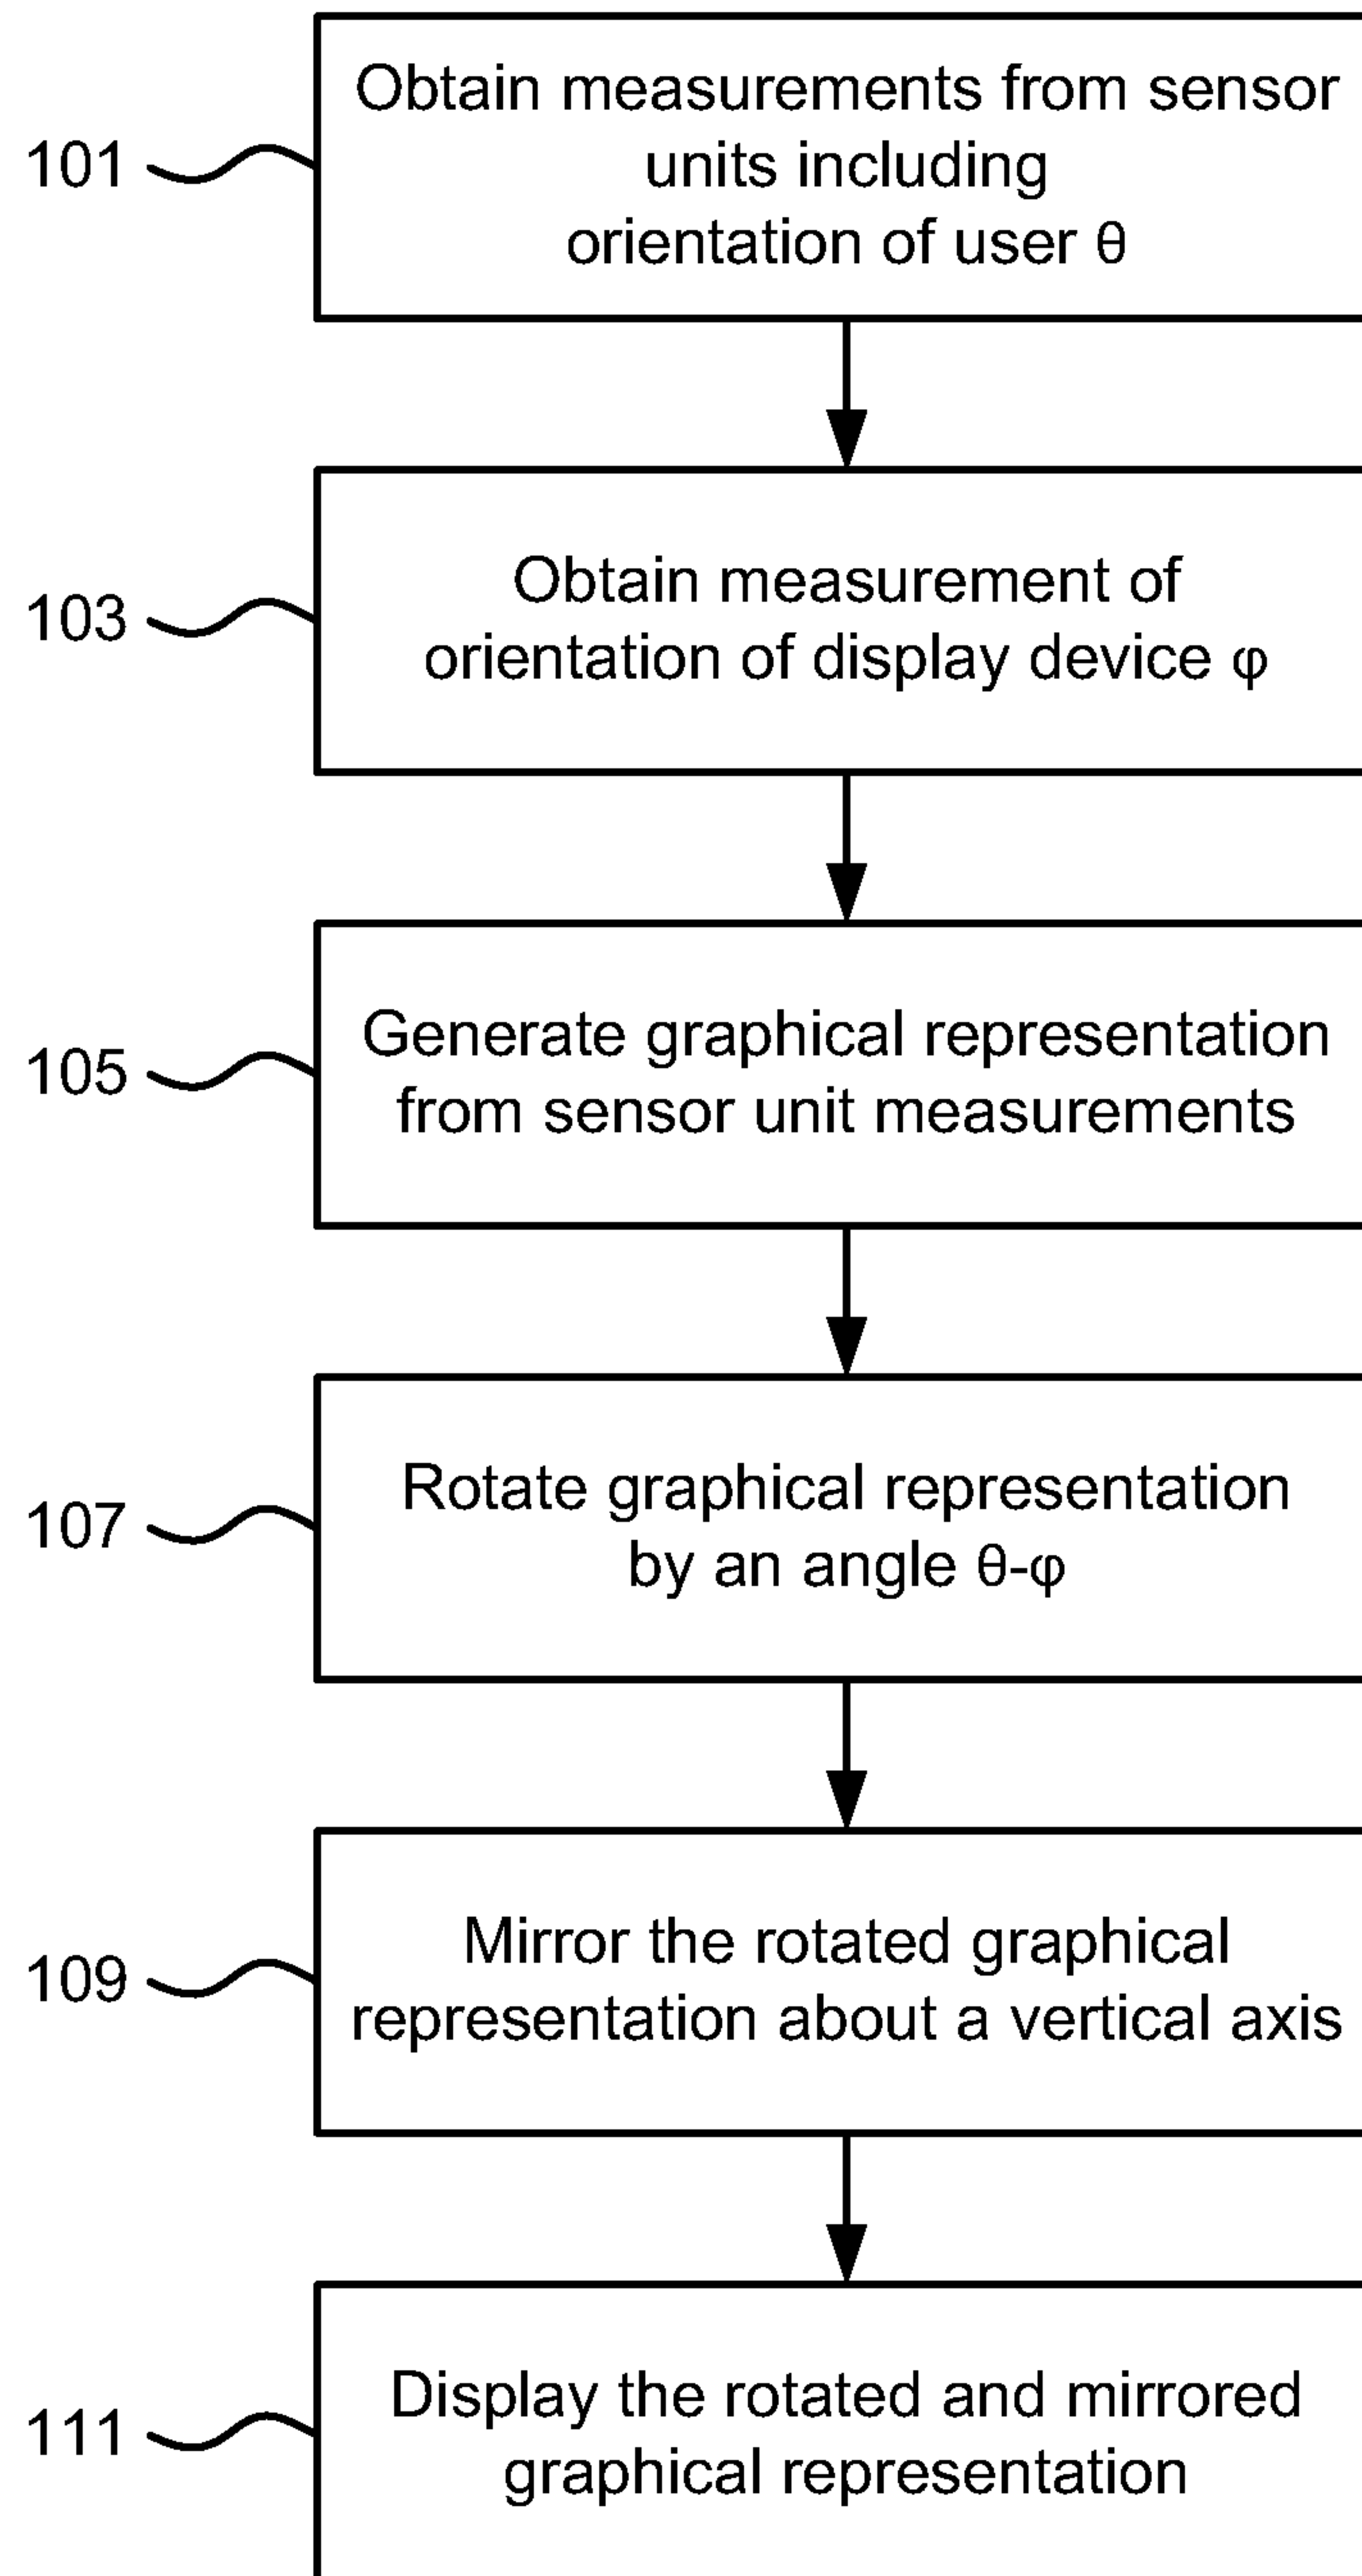 Obtain measurements from sensor
units including
orientation of user θ
101
Obtain measurement of
orientation of display device φ
103
Generate graphical representation
from sensor unit measurements
105
Rotate graphical representation
by an angle θ-φ
107
Mirror the rotated graphical
representation about a vertical axis
109
Display the rotated and mirrored
graphical representation
111